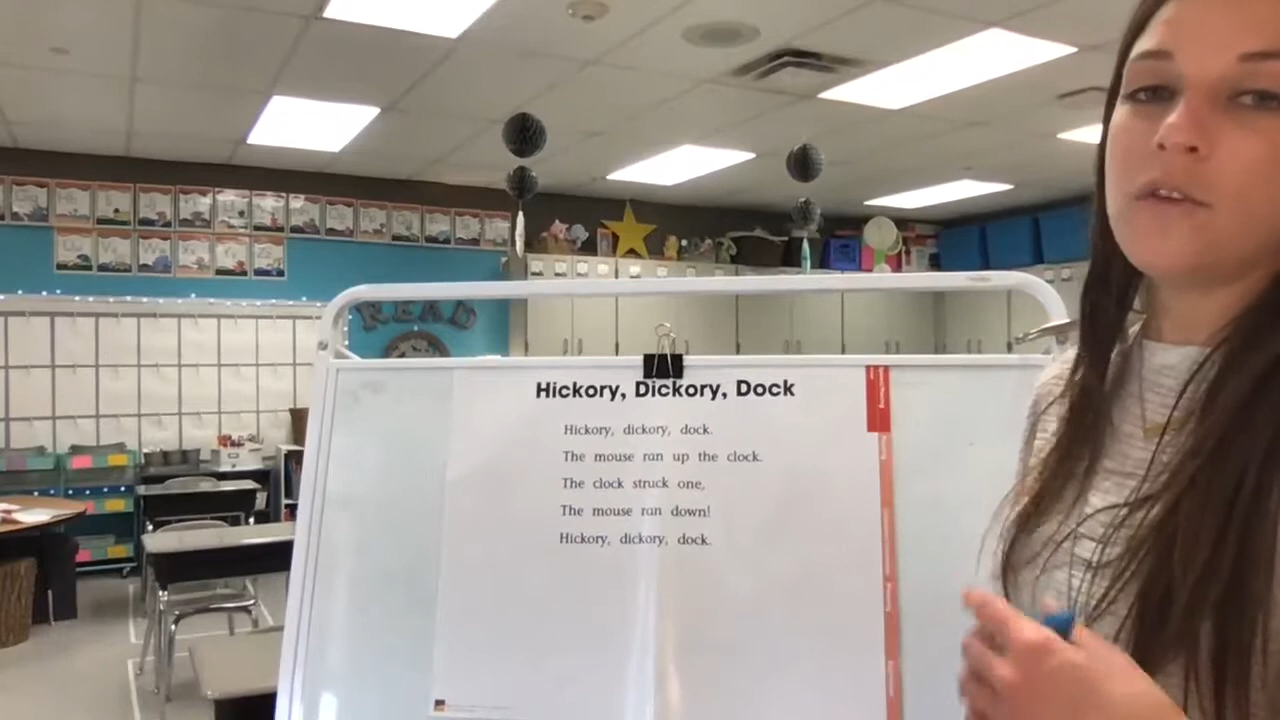 READ
Hickory, Dickory, Dock
Hickory, dickory, dock.
The mouse ran up the clock.
The clock struck one,
The mouse ran down!
Hickory, dickory, dock.